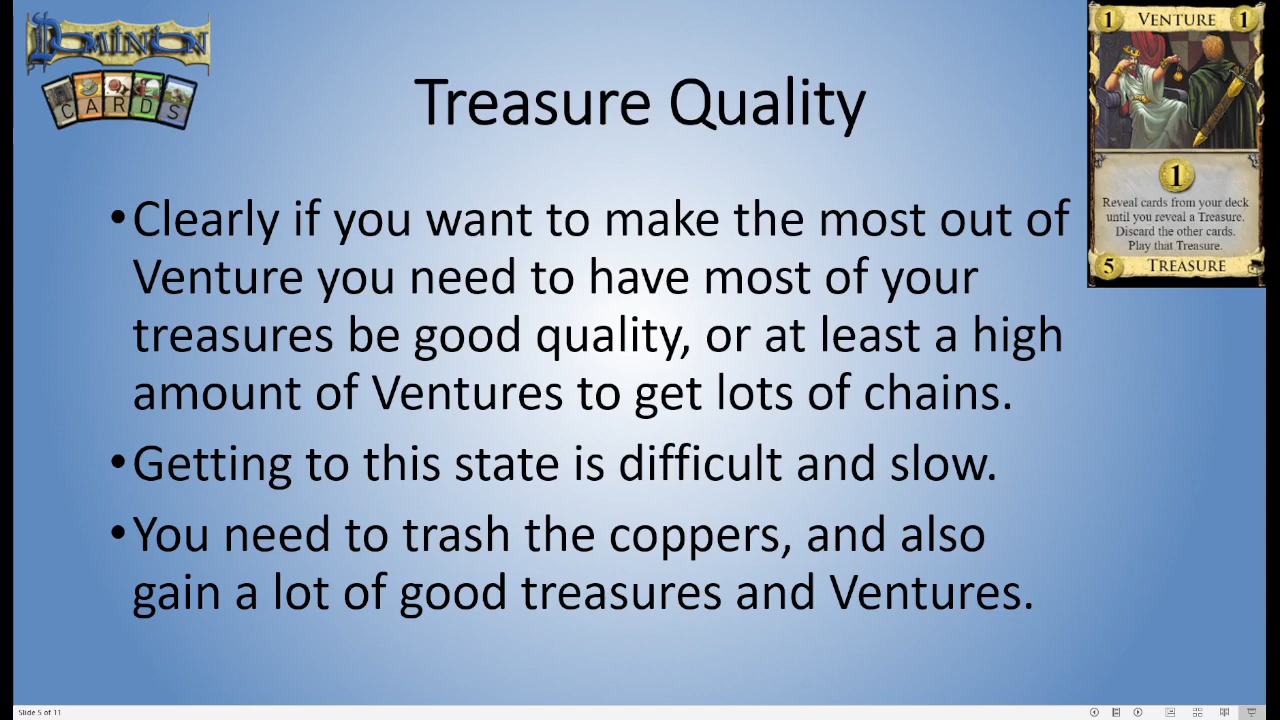 DOMINION
CARDS
Treasure Quality
•Clearly if you want to make the most out of
Venture you need to have most of your
treasures be good quality, or at least a high
amount of Ventures to get lots of chains.
•Getting to this state is difficult and slow.
•You need to trash the coppers, and also
gain a lot of good treasures and Ventures.
1 VENTURE 1
1
Reveal cards from your deck
until you reveal a Treasure.
Discard the other cards.
Play that Treasure.
5 TREASURE
Slide 5 of 11